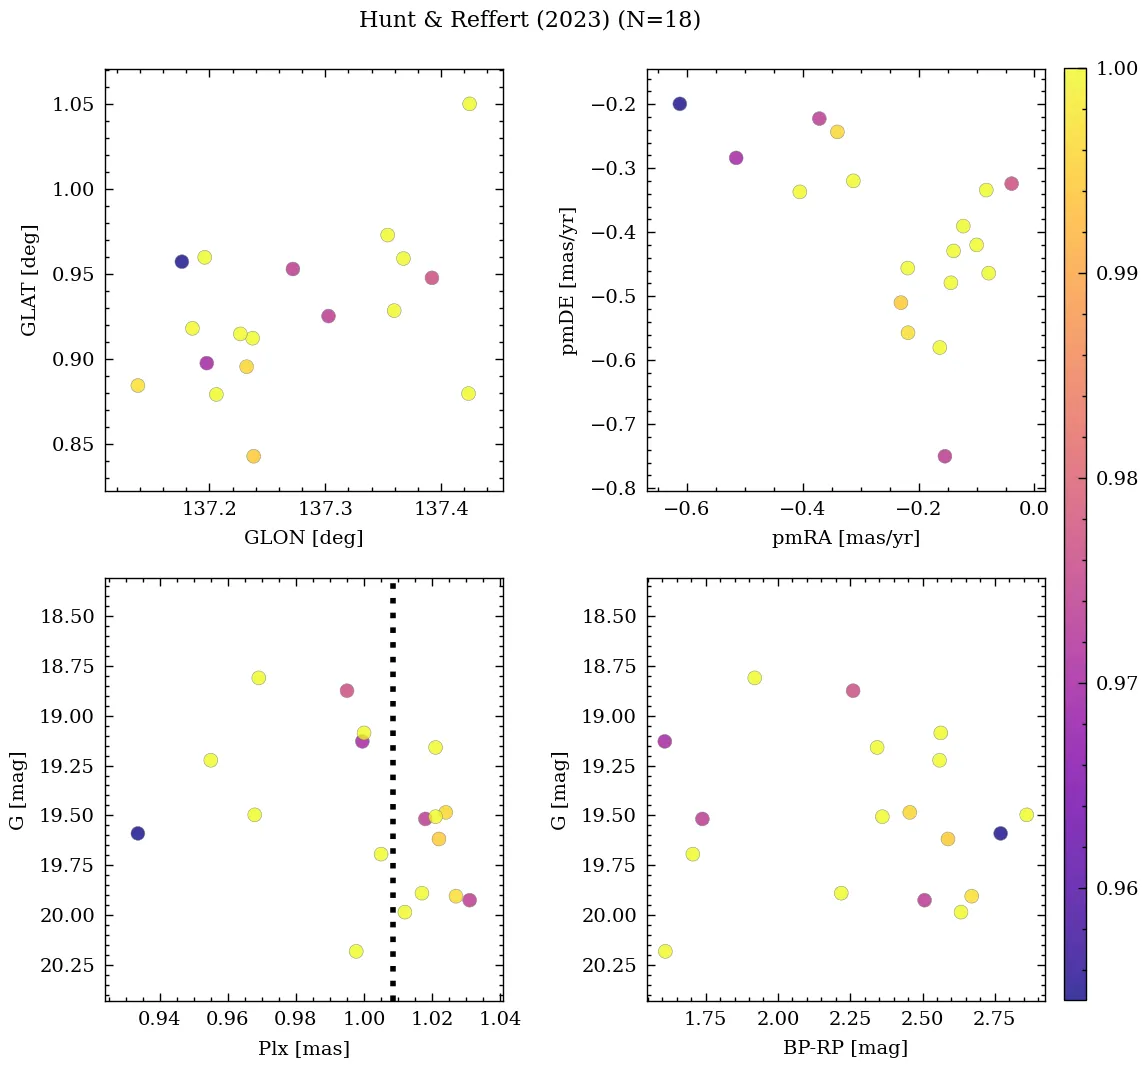 Hunt & Reffert (2023) (N=18)
1.05
1.00
0.95
0.90
0.85
GLAT [deg]
137.2 137.3 137.4
GLON [deg]
−0.2
−0.3
−0.4
−0.5
−0.6
−0.7
−0.8
pmDE [mas/yr]
−0.6 −0.4 −0.2 0.0
pmRA [mas/yr]
1.00
0.99
0.98
0.97
0.96
18.50
18.75
19.00
19.25
19.50
19.75
20.00
20.25
G [mag]
0.94 0.96 0.98 1.00 1.02 1.04
Plx [mas]
18.50
18.75
19.00
19.25
19.50
19.75
20.00
20.25
G [mag]
1.75 2.00 2.25 2.50 2.75
BP-RP [mag]